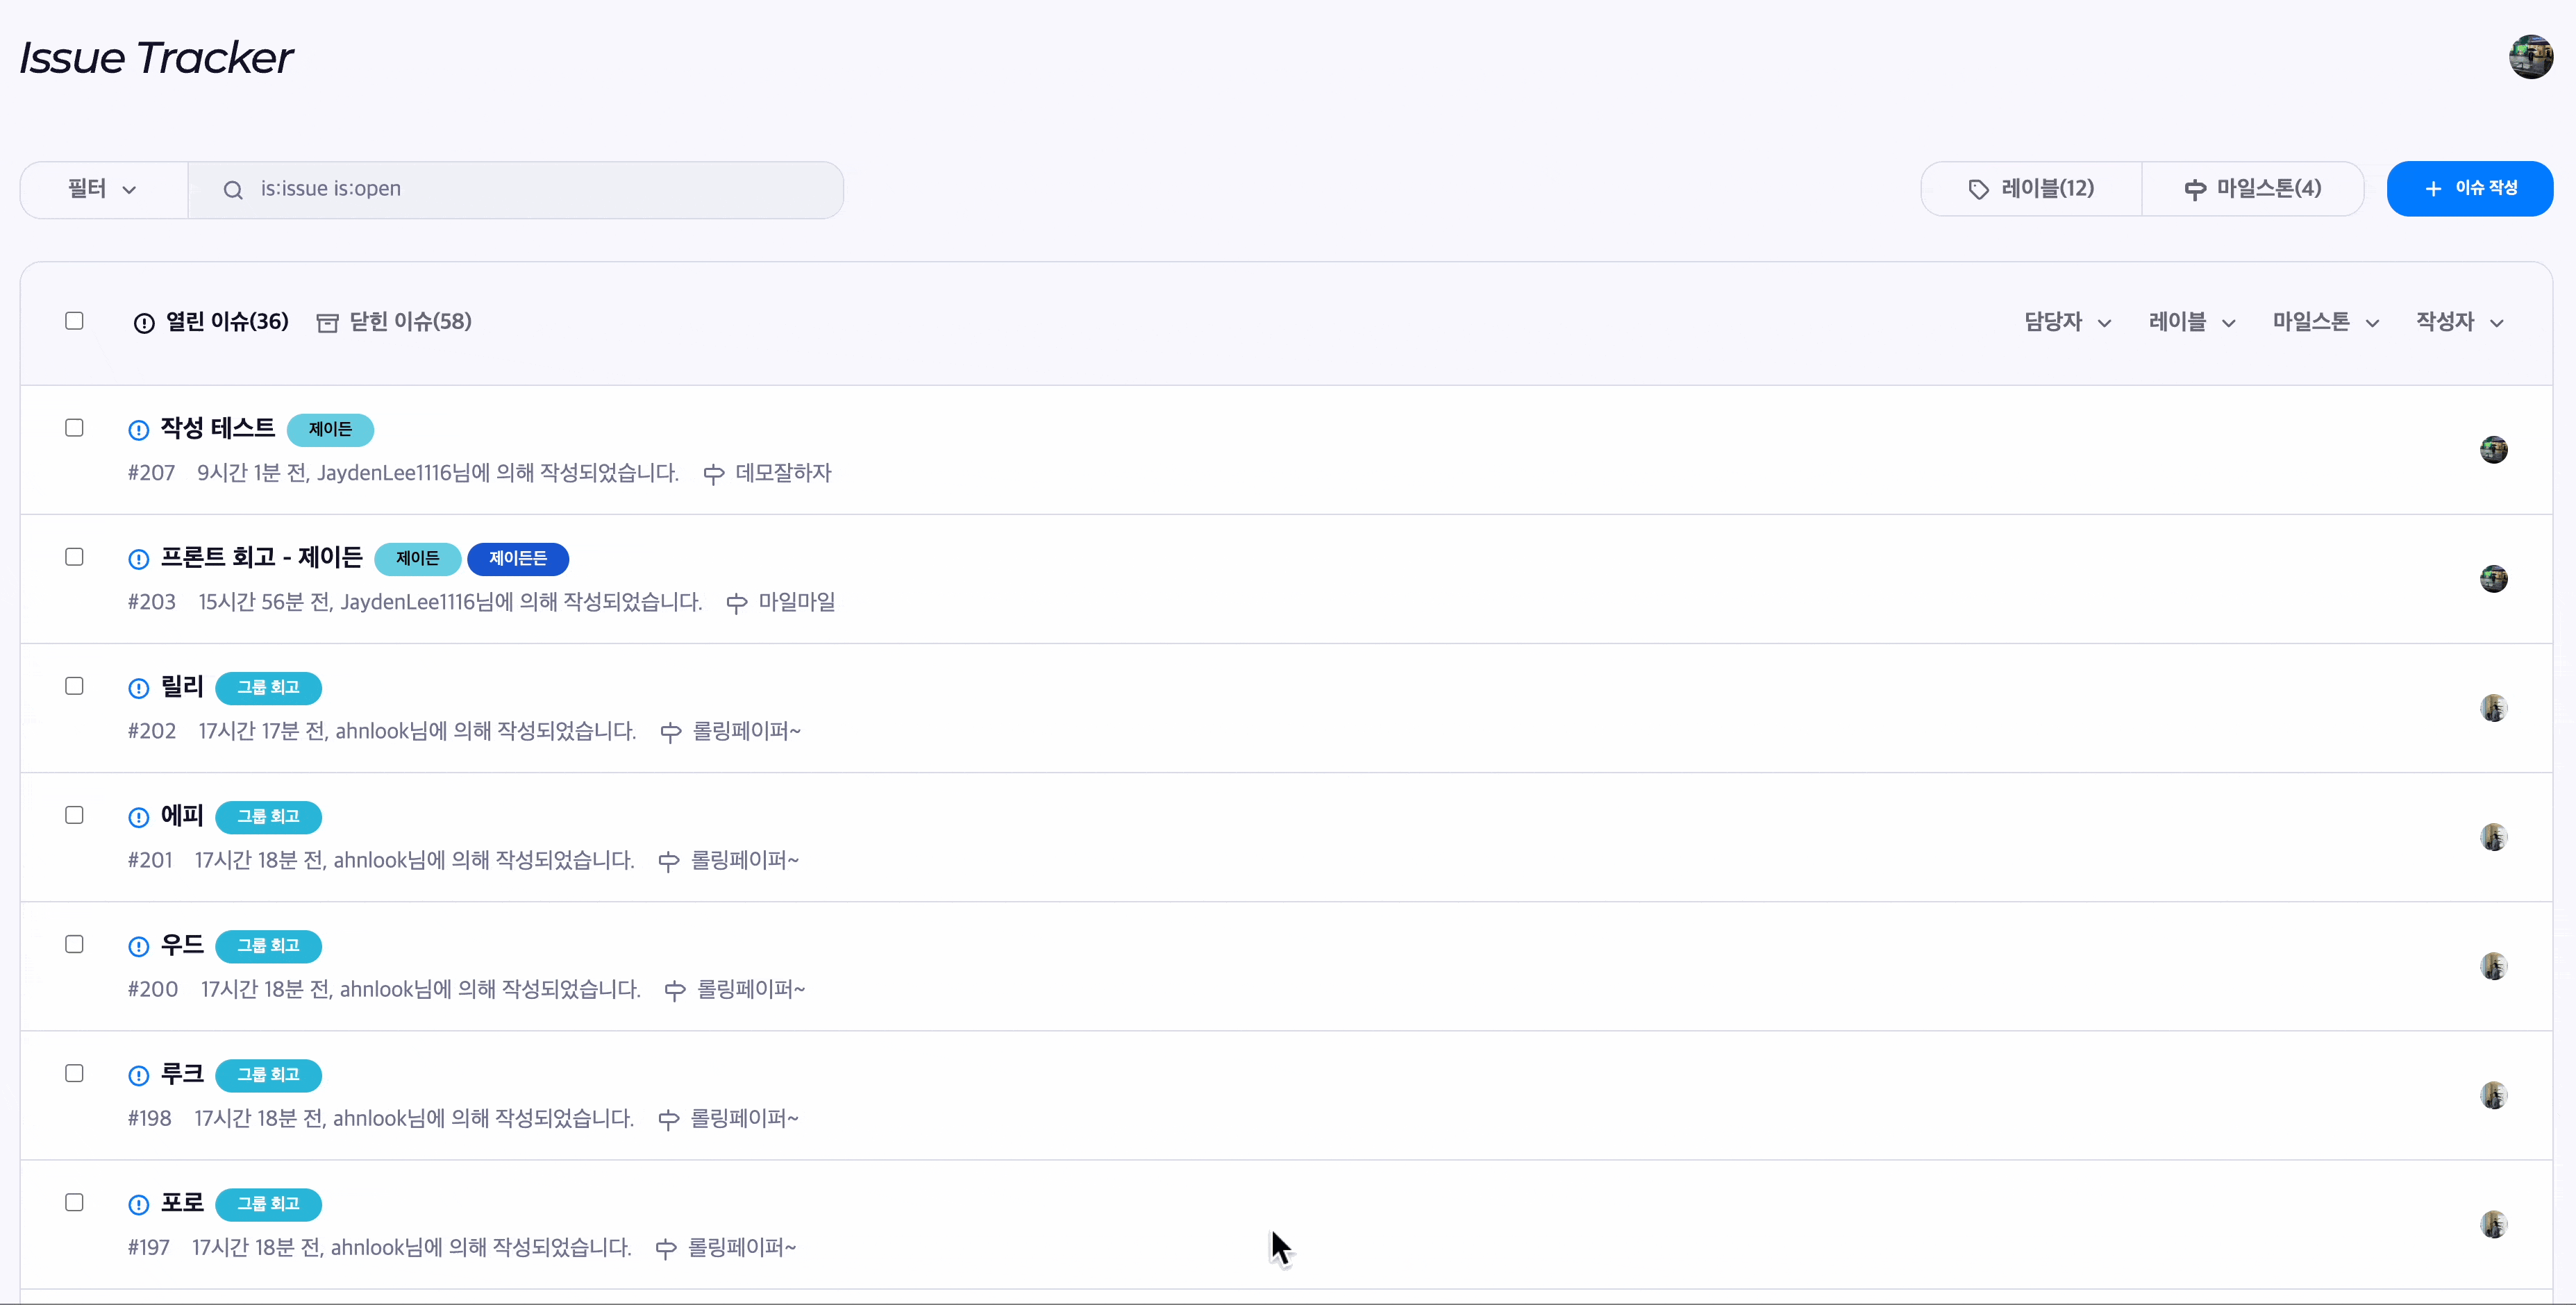 Issue Tracker
필터 is:issue is:open 레이블(12) 마일스톤(4) + 이슈 작성
열린 이슈(36) 닫힌 이슈(58) 담당자 레이블 마일스톤 작성자
작성 테스트 제이든
#207 9시간 1분 전, JaydenLee1116님에 의해 작성되었습니다. 데모잘하자
프론트 회고 - 제이든 제이든 제이든든
#203 15시간 56분 전, JaydenLee1116님에 의해 작성되었습니다. 마일마일
릴리 그룹 회고
#202 17시간 17분 전, ahnlook님에 의해 작성되었습니다. 롤링페이퍼~
에피 그룹 회고
#201 17시간 18분 전, ahnlook님에 의해 작성되었습니다. 롤링페이퍼~
우드 그룹 회고
#200 17시간 18분 전, ahnlook님에 의해 작성되었습니다. 롤링페이퍼~
루크 그룹 회고
#198 17시간 18분 전, ahnlook님에 의해 작성되었습니다. 롤링페이퍼~
포로 그룹 회고
#197 17시간 18분 전, ahnlook님에 의해 작성되었습니다. 롤링페이퍼~